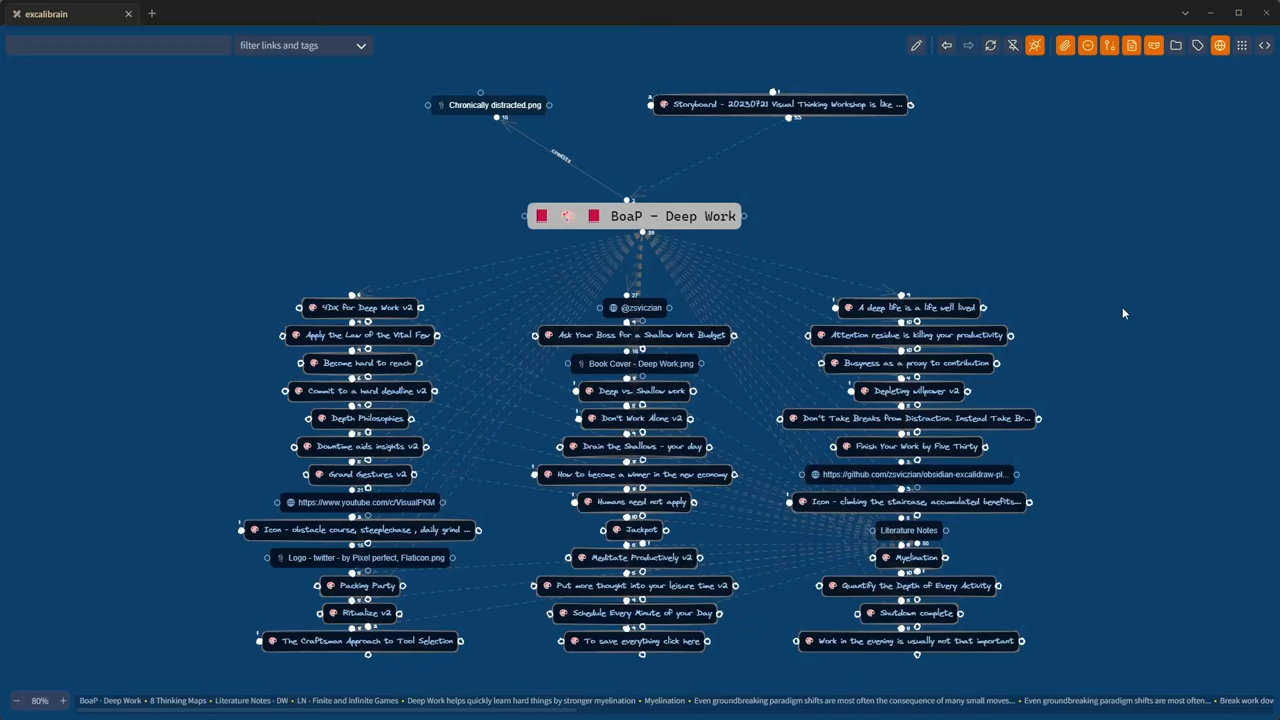 excalibrain
filter links and tags
Chronically distracted.png
Storyboard - 20230721 Visual Thinking Workshop is like ...
credits
BoaP - Deep Work
4DX for Deep Work v2
@zsviczian
A deep life is a life well lived
Apply the Law of the Vital Few
Ask Your Boss for a Shallow Work Budget
Attention residue is killing your productivity
Become hard to reach
Book Cover - Deep Work.png
Busyness as a proxy to contribution
Commit to a hard deadline v2
Deep vs. Shallow work
Depleting willpower v2
Depth Philosophies
Don't Work Alone v2
Don't Take Breaks from Distraction. Instead Take Br...
Downtime aids insights v2
Drain the Shallows - your day
Finish Your Work by Five Thirty
Grand Gestures v2
How to become a winner in the new economy
https://github.com/zsviczian/obsidian-excalidraw-pl...
https://www.youtube.com/c/VisualPKM
Humans need not apply
Icon - climbing the staircase, accumulated benefits...
Icon - obstacle course, steeplechase , daily grind ...
Jackpot
Literature Notes
Logo - twitter - by Pixel perfect, Flaticon.png
Meditate Productively v2
Myelination
Packing Party
Put more thought into your leisure time v2
Quantify the Depth of Every Activity
Ritualize v2
Schedule Every Minute of your Day
Shutdown complete
The Craftsman Approach to Tool Selection
To save everything click here
Work in the evening is usually not that important
80% BoaP - Deep Work • 8 Thinking Maps • Literature Notes - DW • LN - Finite and Infinite Games • Deep Work helps quickly learn hard things by stronger myelination • Myelination • Even groundbreaking paradigm shifts are most often the consequence of many small moves... • Even groundbreaking paradigm shifts are most often... • Break work dow